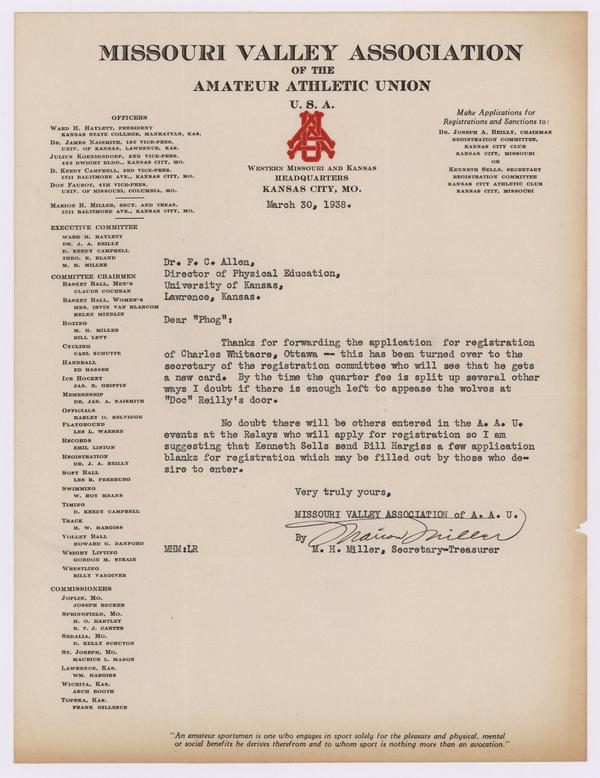 MISSOURI VALLEY ASSOCIATION
OF THE
AMATEUR ATHLETIC UNION
U. S. A.
AAU
WESTERN MISSOURI AND KANSAS
HEADQUARTERS
KANSAS CITY, MO.
OFFICERS
WARD H. HAYLETT, PRESIDENT
KANSAS STATE COLLEGE, MANHATTAN, KAS.
DR. JAMES NAISMITH, 1ST VICE-PRES.
UNIV. OF KANSAS, LAWRENCE, KAS.
JULIUS KOENIGSDORF, 2ND VICE-PRES.
423 DWIGHT BLDG., KANSAS CITY, MO.
D. KEEDY CAMPBELL, 3RD VICE-PRES.
1511 BALTIMORE AVE., KANSAS CITY, MO.
DON FAUROT, 4TH VICE-PRES.
UNIV. OF MISSOURI, COLUMBIA, MO.
MARION H. MILLER, SECY. AND TREAS.
1511 BALTIMORE AVE., KANSAS CITY, MO.
Make Applications for
Registrations and Sanctions to:
DR. JOSEPH A. REILLY, CHAIRMAN
REGISTRATION COMMITTEE,
KANSAS CITY CLUB
KANSAS CITY, MISSOURI
OR
KENNETH SELLS, SECRETARY
REGISTRATION COMMITTEE
KANSAS CITY ATHLETIC CLUB
KANSAS CITY, MISSOURI
EXECUTIVE COMMITTEE
WARD H. HAYLETT
DR. J. A. REILLY
D. KEEDY CAMPBELL
THEO. B. BLAND
M. H. MILLER
COMMITTEE CHAIRMEN
BASKET BALL, MEN'S
CLAUDE COCHRAN
BASKET BALL, WOMEN'S
MRS. IRVIN VAN BLARCOM
HELEN MINDLIN
BOXING
M. H. MILLER
BILL LEVY
CYCLING
CARL SCHUTTE
HANDBALL
ED HASSEK
ICE HOCKEY
JAS. E. GRIFFIN
MEMBERSHIP
DR. JAS. A. NAISMITH
OFFICIALS
HARLEY O. SELVIDGE
PLAYGROUND
LES L. WARREN
RECORDS
EMIL LISTON
REGISTRATION
DR. J. A. REILLY
SOFT BALL
LES R. FREEBURG
SWIMMING
W. ROY MEANS
TIMING
D. KEEDY CAMPBELL
TRACK
H. W. HARGISS
VOLLEY BALL
HOWARD G. DANFORD
WEIGHT LIFTING
GORDON M. STRAIN
WRESTLING
BILLY VANDIVER
COMMISSIONERS
JOPLIN, MO.
JOSEPH BECKER
SPRINGFIELD, MO.
H. O. HARTLEY
R. T. J. CARTER
SEDALIA, MO.
D. KELLY SCRUTON
ST. JOSEPH, MO.
MAURICE L. MASON
LAWRENCE, KAS.
WM. HARGISS
WICHITA, KAS.
ARCH BOOTH
TOPEKA, KAS.
FRANK GILLEECE
March 30, 1938.
Dr. F. C. Allen,
Director of Physical Education,
University of Kansas,
Lawrence, Kansas.
Dear "Phog":
Thanks for forwarding the application for registration
of Charles Whitacre, Ottawa -- this has been turned over to the
secretary of the registration committee who will see that he gets
a new card. By the time the quarter fee is split up several other
ways I doubt if there is enough left to appease the wolves at
"Doc" Reilly's door.
No doubt there will be others entered in the A. A. U.
events at the Relays who will apply for registration so I am
suggesting that Kenneth Sells send Bill Hargiss a few application
blanks for registration which may be filled out by those who de-
sire to enter.
Very truly yours,
MISSOURI VALLEY ASSOCIATION of A. A. U.
By Marion Miller
MHM:LR M. H. Miller, Secretary-Treasurer
"An amateur sportsman is one who engages in sport solely for the pleasure and physical, mental
or social benefits he derives therefrom and to whom sport is nothing more than an avocation."